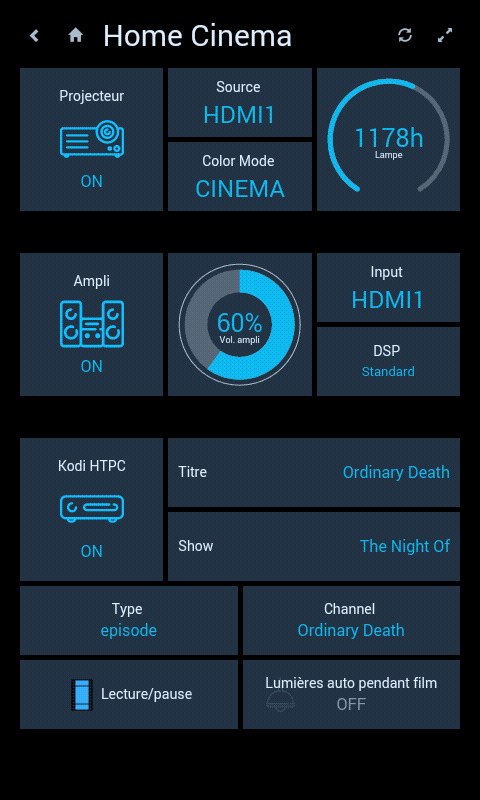 Home Cinema
Projecteur
ON
Source
HDMI1
Color Mode
CINEMA
1178h
Lampe
Ampli
ON
60%
Vol. ampli
Input
HDMI1
DSP
Standard
Kodi HTPC
ON
Titre Ordinary Death
Show The Night Of
Type
episode
Channel
Ordinary Death
Lecture/pause
Lumières auto pendant film
OFF